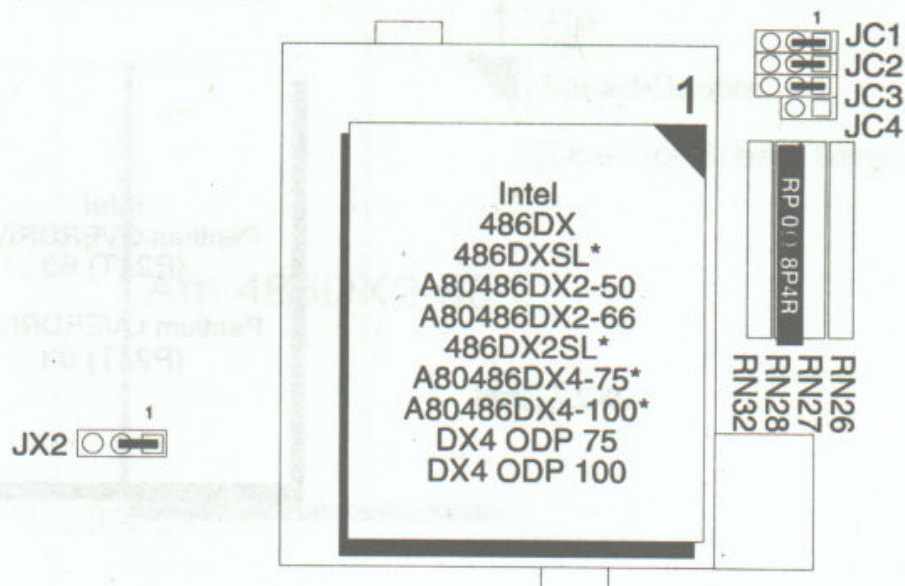 1
JC1
JC2
JC3
JC4
1
Intel
486DX
486DXSL*
A80486DX2-50
A80486DX2-66
486DX2SL*
A80486DX4-75*
A80486DX4-100*
DX4 ODP 75
DX4 ODP 100
RP 8P4R
RN32
RN28
RN27
RN26
1
JX2